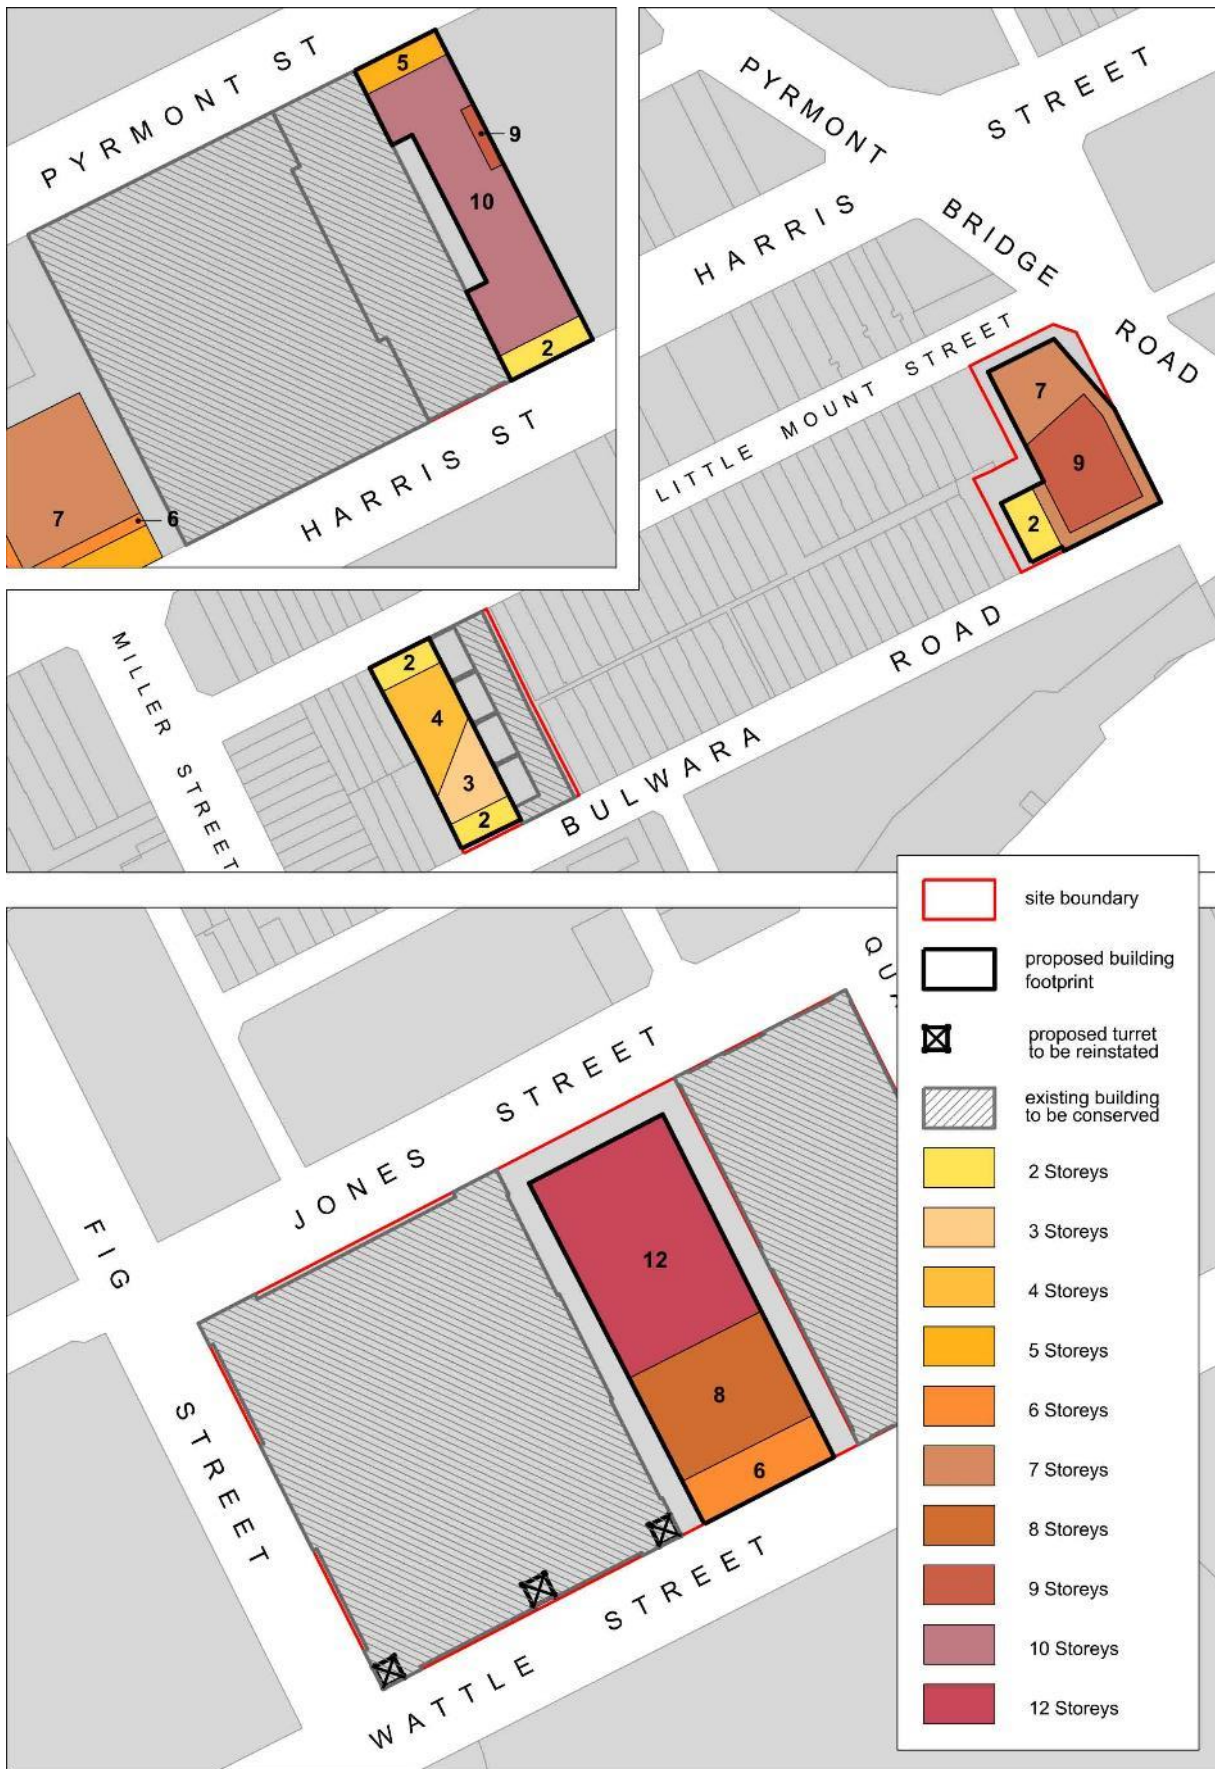 PYRMONT ST
5
9
10
2
HARRIS ST
7
6
PYRMONT
BRIDGE
ROAD
HARRIS STREET
LITTLE MOUNT STREET
7
9
2
BULWARA ROAD
MILLER STREET
2
4
3
2
JONES STREET
FIG STREET
WATTLE STREET
12
8
6
site boundary
proposed building
footprint
proposed turret
to be reinstated
existing building
to be conserved
2 Storeys
3 Storeys
4 Storeys
5 Storeys
6 Storeys
7 Storeys
8 Storeys
9 Storeys
10 Storeys
12 Storeys